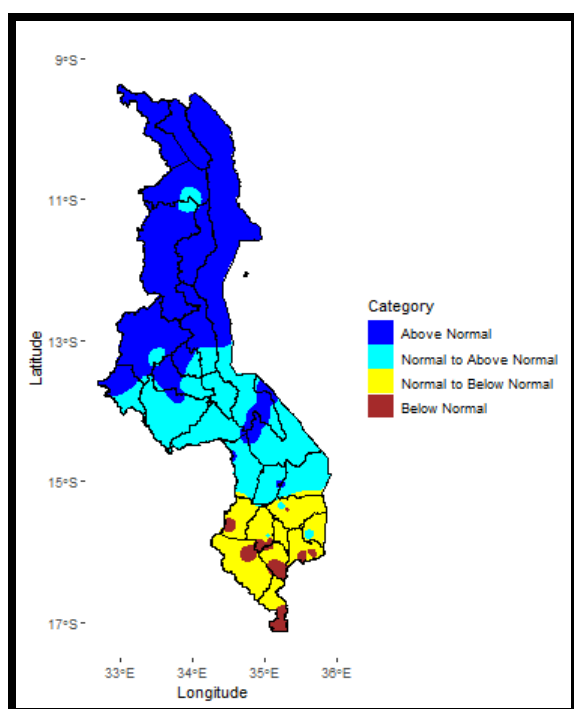 9°S
11°S
13°S
15°S
17°S
Latitude
33°E 34°E 35°E 36°E
Longitude
Category
Above Normal
Normal to Above Normal
Normal to Below Normal
Below Normal